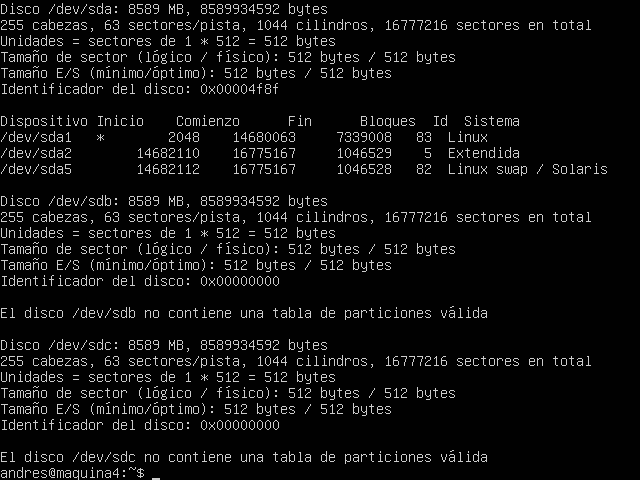 Disco /dev/sda: 8589 MB, 8589934592 bytes
255 cabezas, 63 sectores/pista, 1044 cilindros, 16777216 sectores en total
Unidades = sectores de 1 * 512 = 512 bytes
Tamaño de sector (lógico / físico): 512 bytes / 512 bytes
Tamaño E/S (mínimo/óptimo): 512 bytes / 512 bytes
Identificador del disco: 0x00004f8f
Dispositivo Inicio    Comienzo      Fin      Bloques  Id  Sistema
/dev/sda1   *        2048    14680063     7339008   83  Linux
/dev/sda2        14682110    16775167     1046529    5  Extendida
/dev/sda5        14682112    16775167     1046528   82  Linux swap / Solaris
Disco /dev/sdb: 8589 MB, 8589934592 bytes
255 cabezas, 63 sectores/pista, 1044 cilindros, 16777216 sectores en total
Unidades = sectores de 1 * 512 = 512 bytes
Tamaño de sector (lógico / físico): 512 bytes / 512 bytes
Tamaño E/S (mínimo/óptimo): 512 bytes / 512 bytes
Identificador del disco: 0x00000000
El disco /dev/sdb no contiene una tabla de particiones válida
Disco /dev/sdc: 8589 MB, 8589934592 bytes
255 cabezas, 63 sectores/pista, 1044 cilindros, 16777216 sectores en total
Unidades = sectores de 1 * 512 = 512 bytes
Tamaño de sector (lógico / físico): 512 bytes / 512 bytes
Tamaño E/S (mínimo/óptimo): 512 bytes / 512 bytes
Identificador del disco: 0x00000000
El disco /dev/sdc no contiene una tabla de particiones válida
andres@maquina4:~$ _